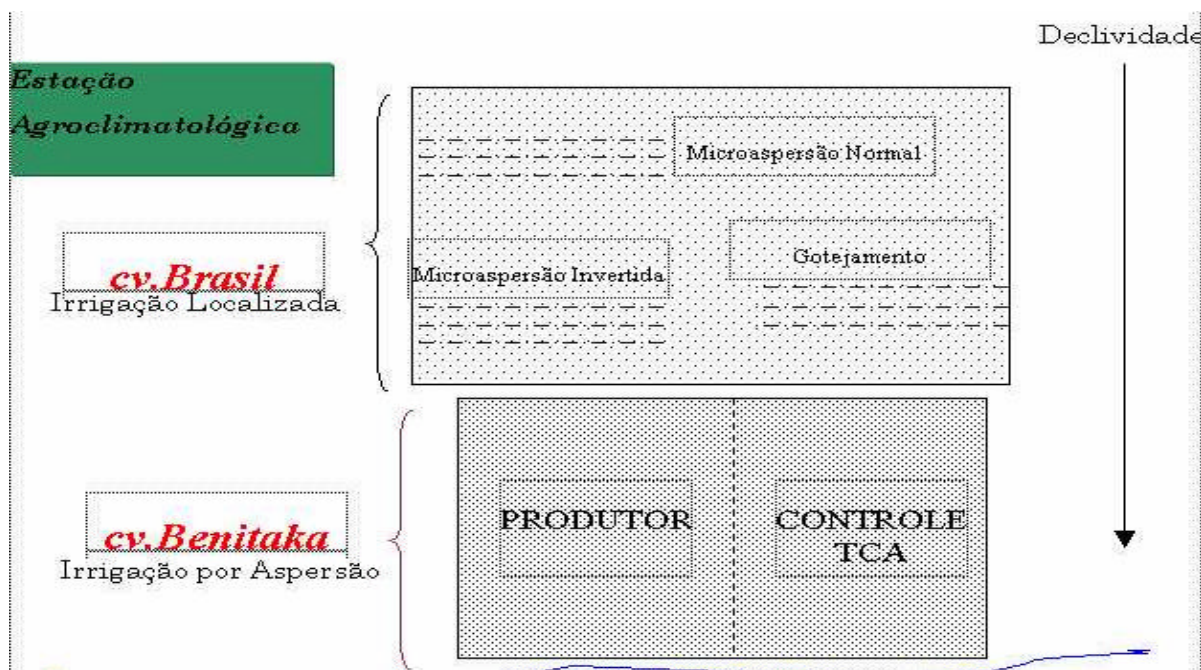 Declividade
Estação
Agroclimatológica
Microaspersão Normal
Gotejamento
Microaspersão Invertida
cv.Brasil
Irrigação Localizada
PRODUTOR
CONTROLE
TCA
cv.Benitaka
Irrigação por Aspersão